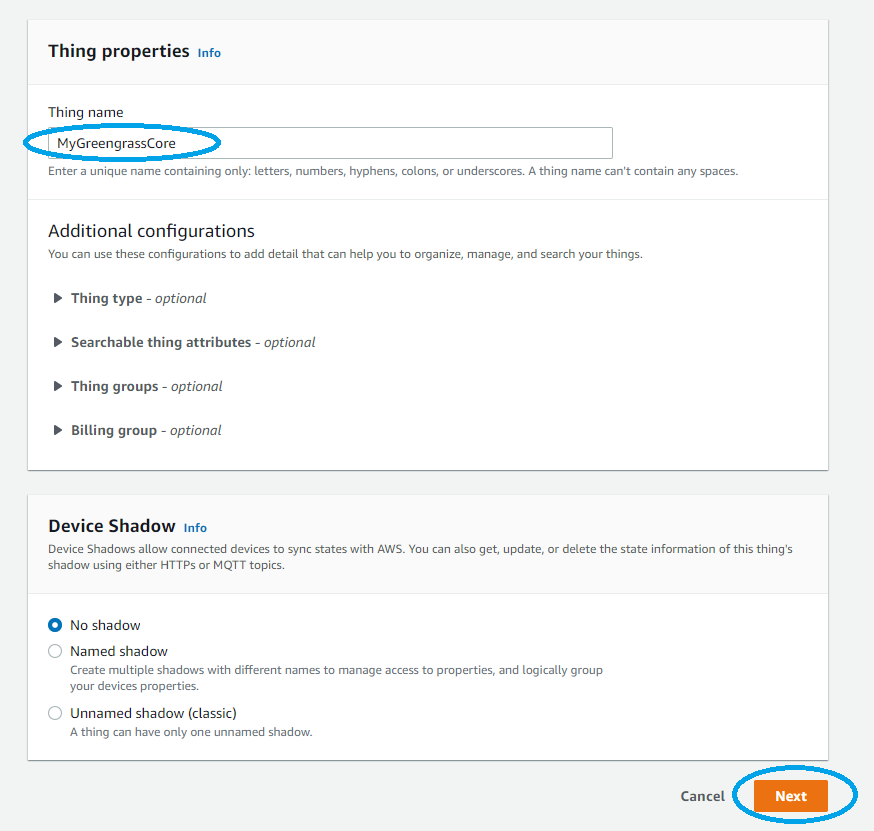 Thing properties Info
Thing name
MyGreengrassCore
Enter a unique name containing only: letters, numbers, hyphens, colons, or underscores. A thing name can't contain any spaces.
Additional configurations
You can use these configurations to add detail that can help you to organize, manage, and search your things.
Thing type - optional
Searchable thing attributes - optional
Thing groups - optional
Billing group - optional
Device Shadow Info
Device Shadows allow connected devices to sync states with AWS. You can also get, update, or delete the state information of this thing's
shadow using either HTTPs or MQTT topics.
No shadow
Named shadow
Create multiple shadows with different names to manage access to properties, and logically group
your devices properties.
Unnamed shadow (classic)
A thing can have only one unnamed shadow.
Cancel Next